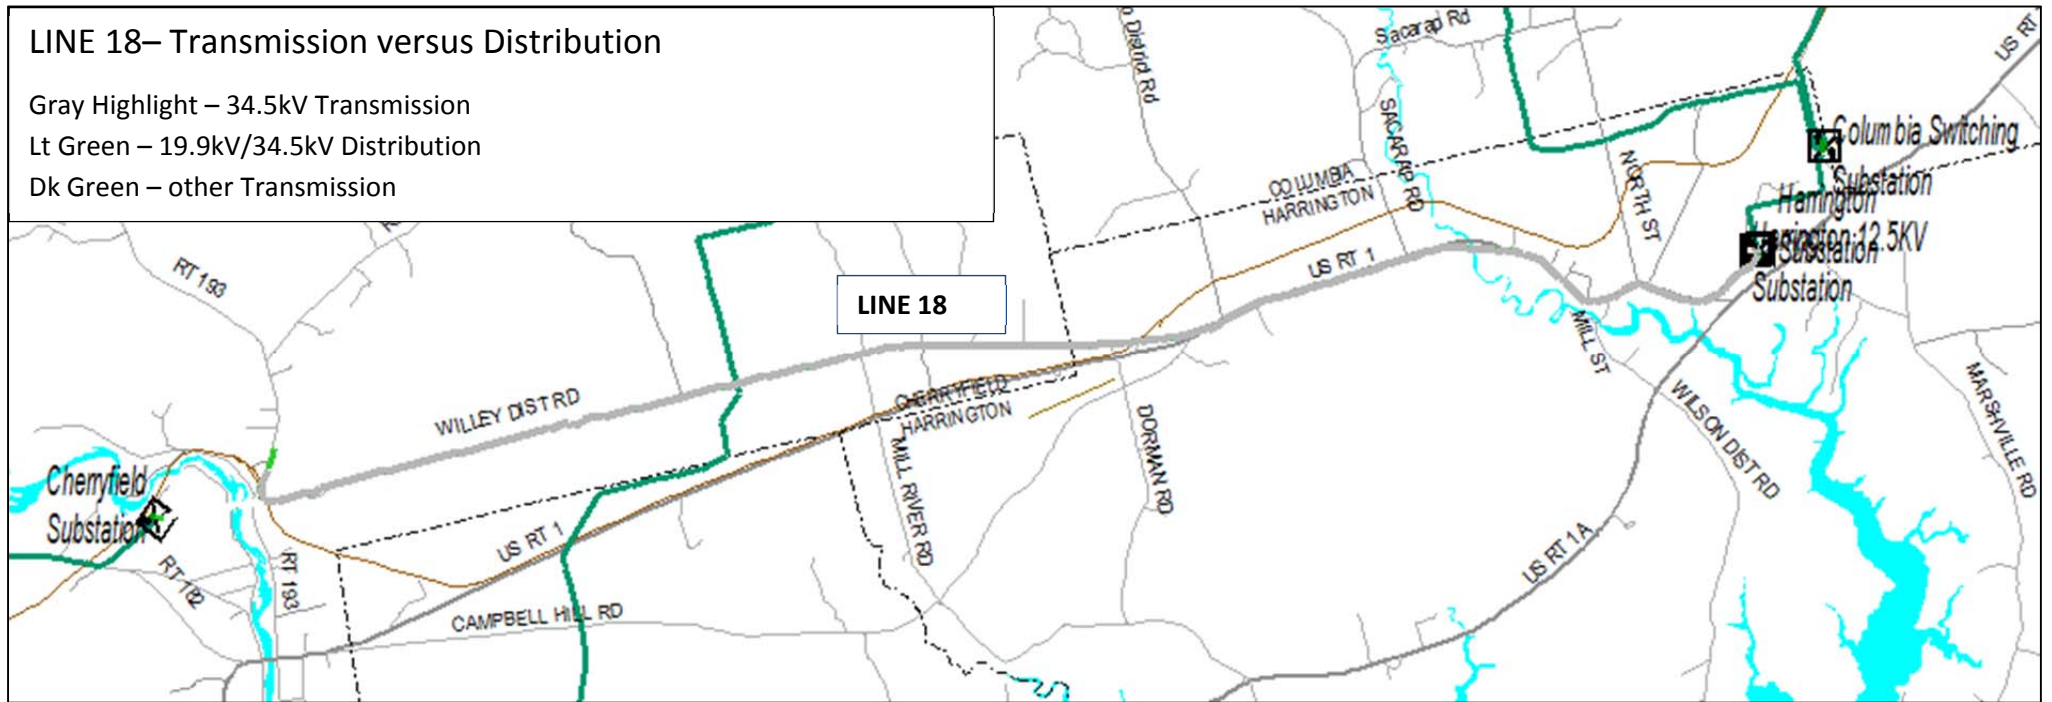 LINE 18– Transmission versus Distribution
Gray Highlight – 34.5kV Transmission
Lt Green – 19.9kV/34.5kV Distribution
Dk Green – other Transmission
District Rd
Sacarap Rd
US RT
SACARAP RD
Columbia Switching
Substation
COLUMBIA
HARRINGTON
NORTH ST
Harrington
Harrington 12.5KV
Substation
Substation
RT 193
US RT 1
LINE 18
MILL ST
WILLEY DIST RD
CHERRYFIELD
HARRINGTON
MARSHVILLE RD
WILSON DIST RD
DORMAN RD
MILL RIVER RD
Cherryfield
Substation
US RT 1
RT 182
RT 193
US RT 1A
CAMPBELL HILL RD